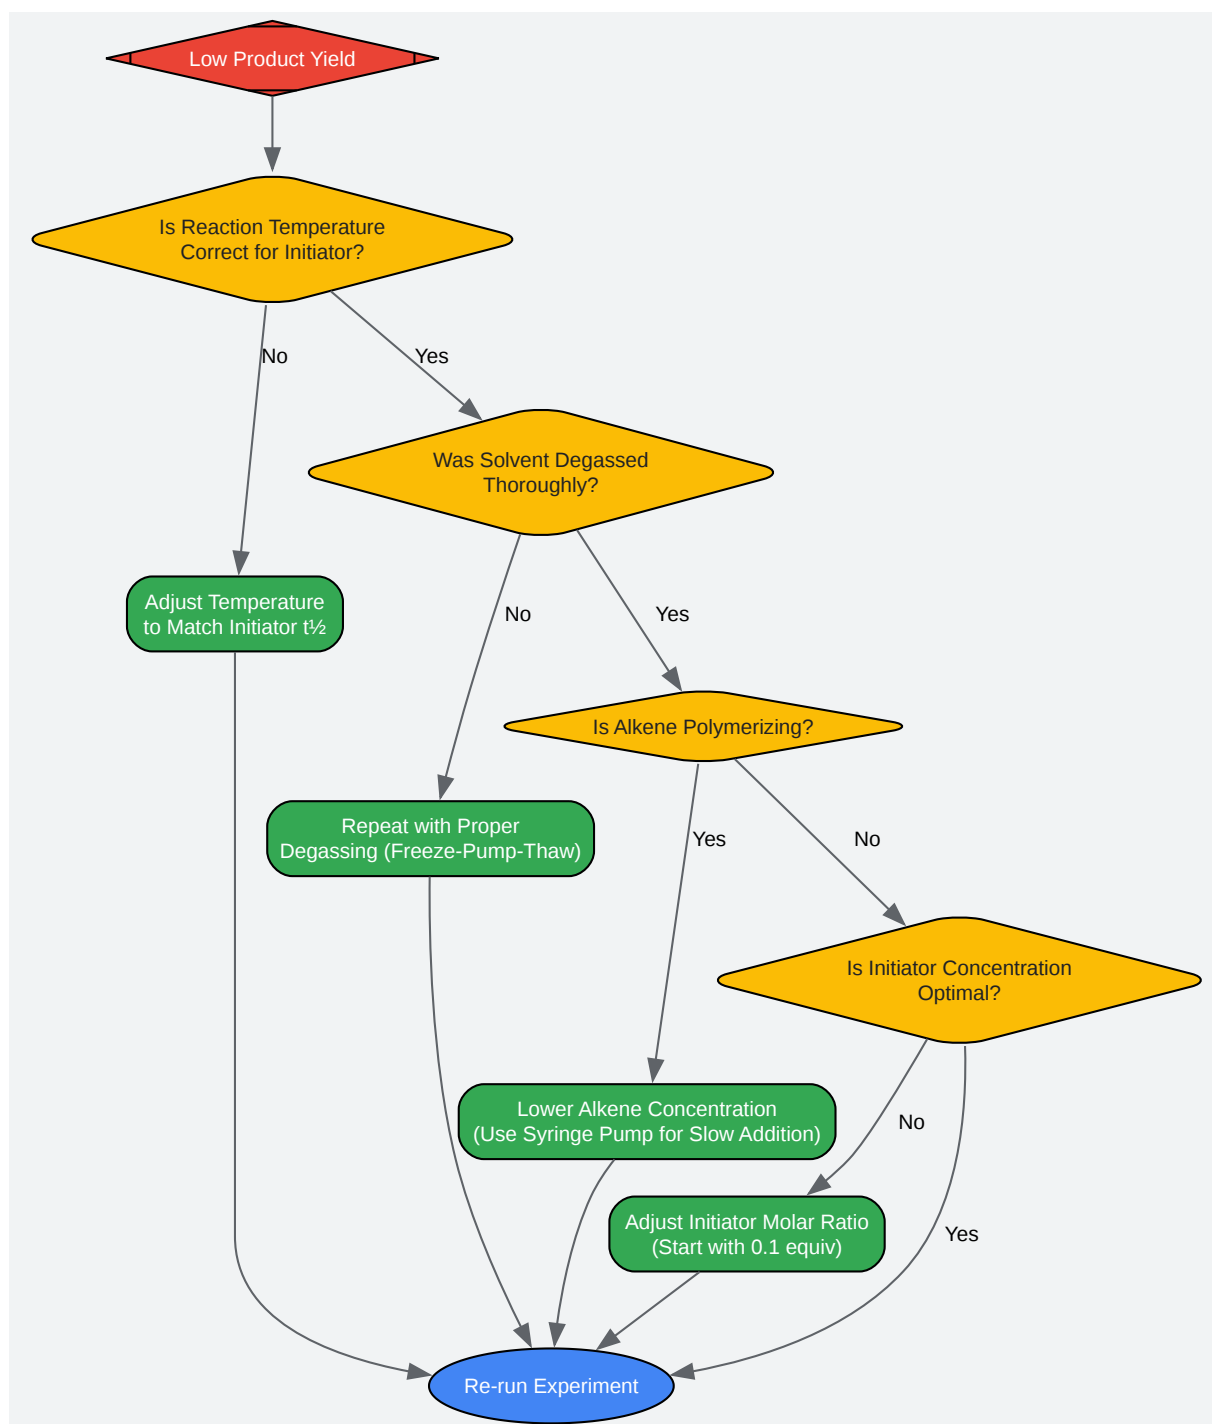 Low Product Yield
Is Reaction Temperature
Correct for Initiator?
No
Yes
Was Solvent Degassed
Thoroughly?
Adjust Temperature
to Match Initiator t½
No
Yes
Is Alkene Polymerizing?
Repeat with Proper
Degassing (Freeze-Pump-Thaw)
Yes
No
Is Initiator Concentration
Optimal?
Lower Alkene Concentration
(Use Syringe Pump for Slow Addition)
No
Adjust Initiator Molar Ratio
(Start with 0.1 equiv)
Yes
Re-run Experiment